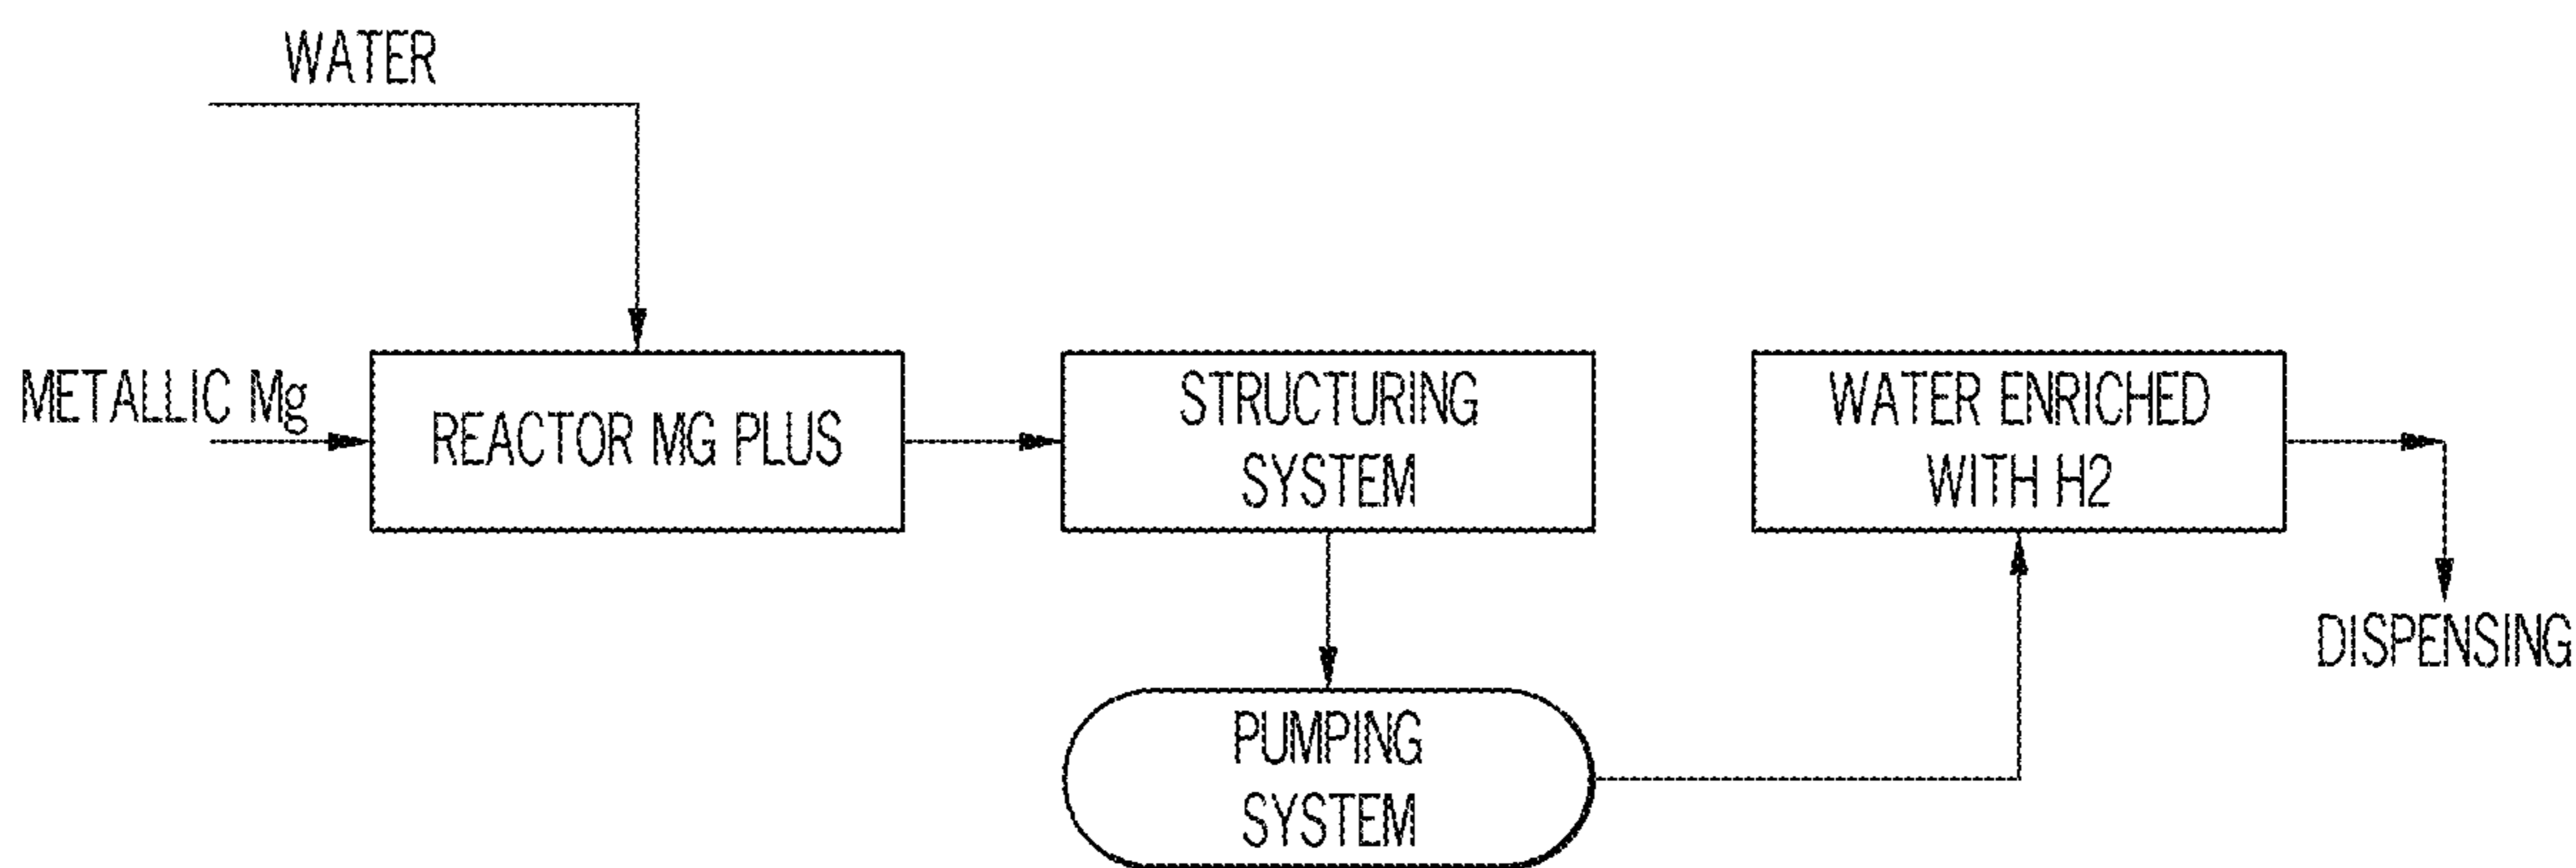 WATER
METALLIC Mg
REACTOR MG PLUS
STRUCTURING
SYSTEM
WATER ENRICHED
WITH H2
DISPENSING
PUMPING
SYSTEM